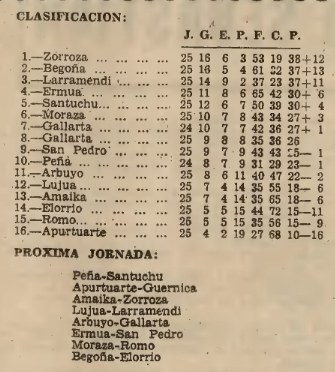 CLASIFICACION:
J. G. E. P. F. C. P.
1.—Zorroza ... ... ... ... 25 16 6 3 53 19 38+12
2.—Begoña ... ... ... ... 25 16 5 4 61 32 37+13
3.—Larramendi ... ... ... 25 14 9 2 37 23 37+11
4.—Ermua ... ... ... ... 25 11 8 6 65 42 30+ 6
5.—Santuchu... ... ... ... 25 12 6 7 50 39 30+ 4
6.—Moraza ... ... ... ... 25 10 7 8 43 34 27+ 3
7.—Gallarta ... ... ... ... 24 10 7 7 42 36 27+ 1
8.—Gallarta ... ... ... ... 25 9 8 8 35 36 26
9.—San Pedro ... ... ... 25 9 7 9 43 43 25— 1
10.—Peña ... ... ... ... 24 8 7 9 31 29 23— 1
11.—Arbuyo ... ... ... ... 25 8 6 11 40 47 22— 2
12.—Lujua ... ... ... ... 25 7 4 14 35 55 18— 6
13.—Amaika ... ... ... ... 25 7 4 14 35 65 18— 6
14.—Elorrio ... ... ... ... 25 5 5 15 44 72 15—11
15.—Romo... ... ... ... ... 25 5 5 15 35 56 15— 9
16.—Apurtuarte ... ... ... 25 4 2 19 27 68 10—16
PROXIMA JORNADA:
Peña-Santuchu
Apurtuarte-Guernica
Amaika-Zorroza
Lujua-Larramendi
Arbuyo-Gallarta
Ermua-San Pedro
Moraza-Romo
Begoña-Elorrio